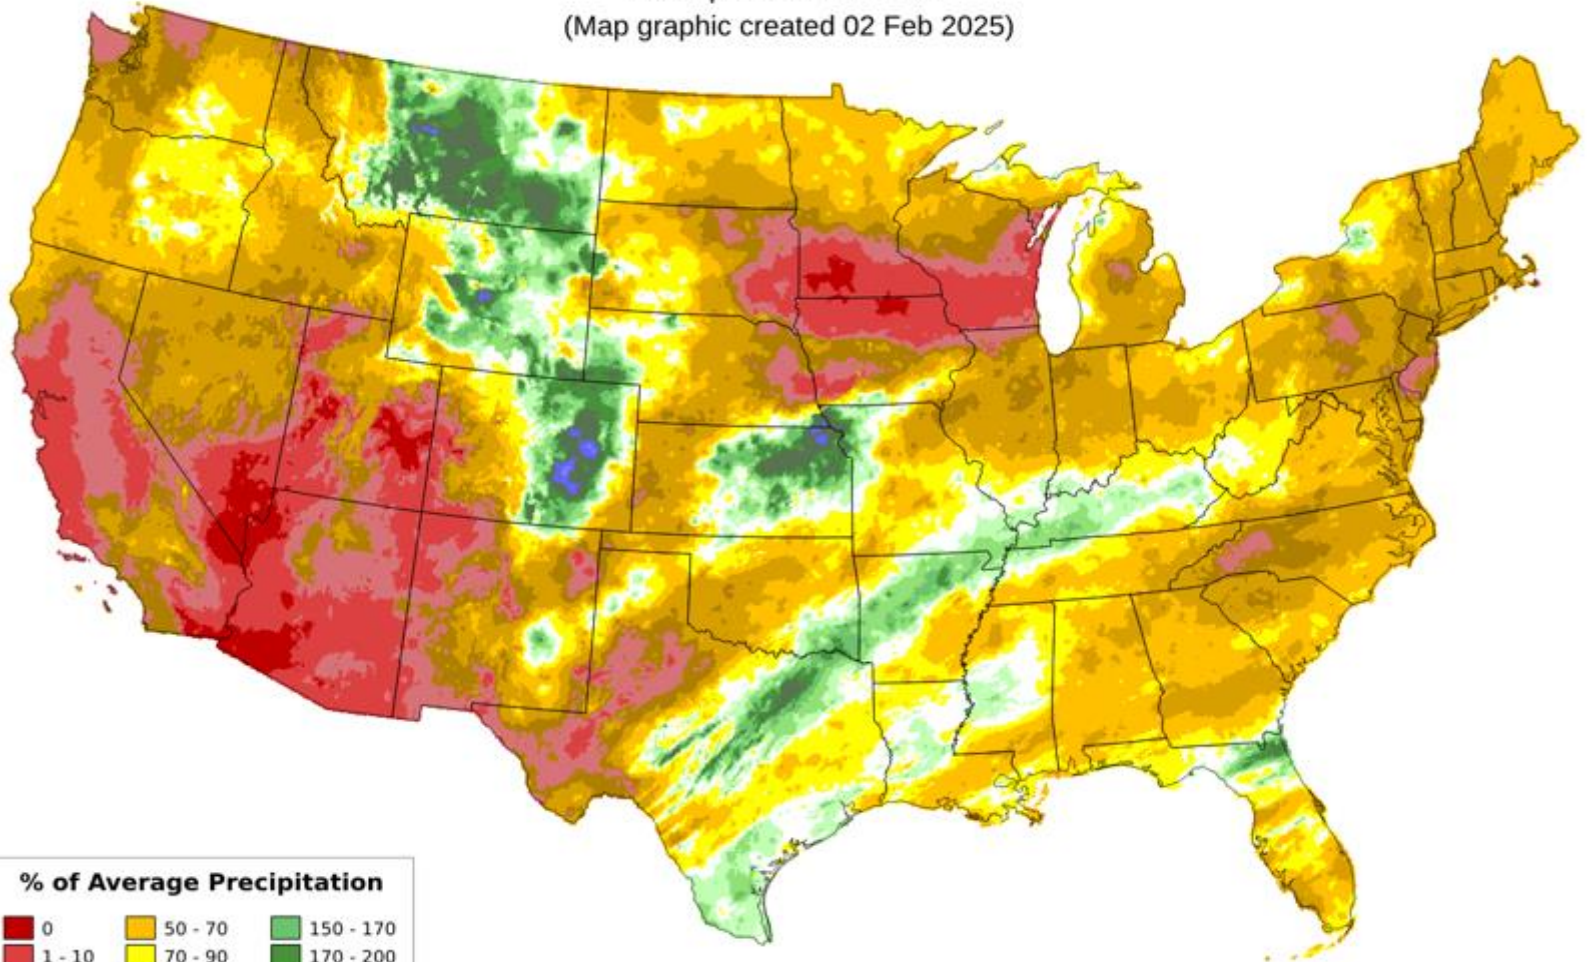 (Map graphic created 02 Feb 2025)
% of Average Precipitation
0 50 - 70 150 - 170
1 - 10 70 - 90 170 - 200